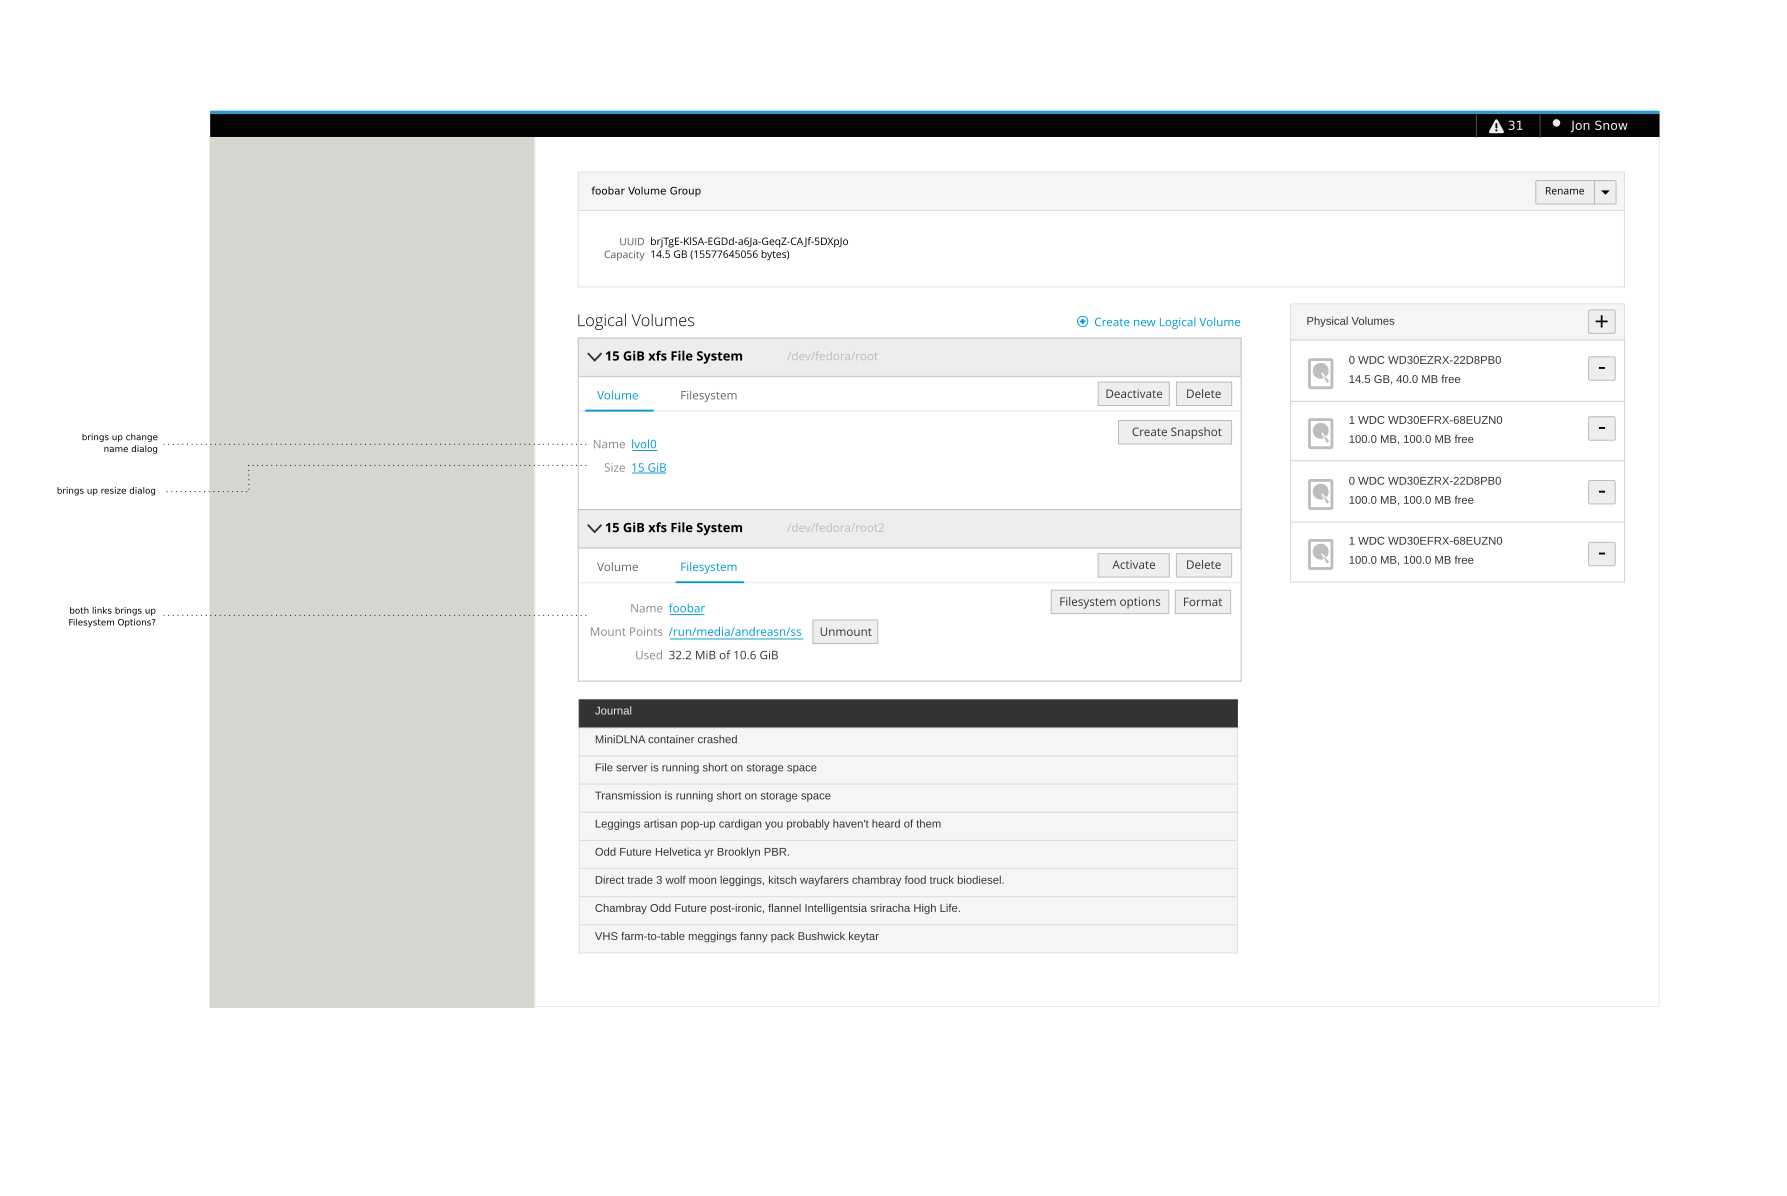 31 Jon Snow
foobar Volume Group
Rename
UUID brjTgE-KlSA-EGDd-a6Ja-GeqZ-CAJf-5DXpJo
Capacity 14.5 GB (15577645056 bytes)
Logical Volumes
Create new Logical Volume
15 GiB xfs File System /dev/fedora/root
Volume Filesystem
Deactivate Delete
Create Snapshot
brings up change
name dialog
Name lvol0
Size 15 GiB
brings up resize dialog
15 GiB xfs File System /dev/fedora/root2
Volume Filesystem
Activate Delete
Filesystem options Format
both links brings up
Filesystem Options?
Name foobar
Mount Points /run/media/andreasn/ss Unmount
Used 32.2 MiB of 10.6 GiB
Physical Volumes +
0 WDC WD30EZRX-22D8PB0
14.5 GB, 40.0 MB free
-
1 WDC WD30EFRX-68EUZN0
100.0 MB, 100.0 MB free
-
0 WDC WD30EZRX-22D8PB0
100.0 MB, 100.0 MB free
-
1 WDC WD30EFRX-68EUZN0
100.0 MB, 100.0 MB free
-
Journal
MiniDLNA container crashed
File server is running short on storage space
Transmission is running short on storage space
Leggings artisan pop-up cardigan you probably haven't heard of them
Odd Future Helvetica yr Brooklyn PBR.
Direct trade 3 wolf moon leggings, kitsch wayfarers chambray food truck biodiesel.
Chambray Odd Future post-ironic, flannel Intelligentsia sriracha High Life.
VHS farm-to-table meggings fanny pack Bushwick keytar